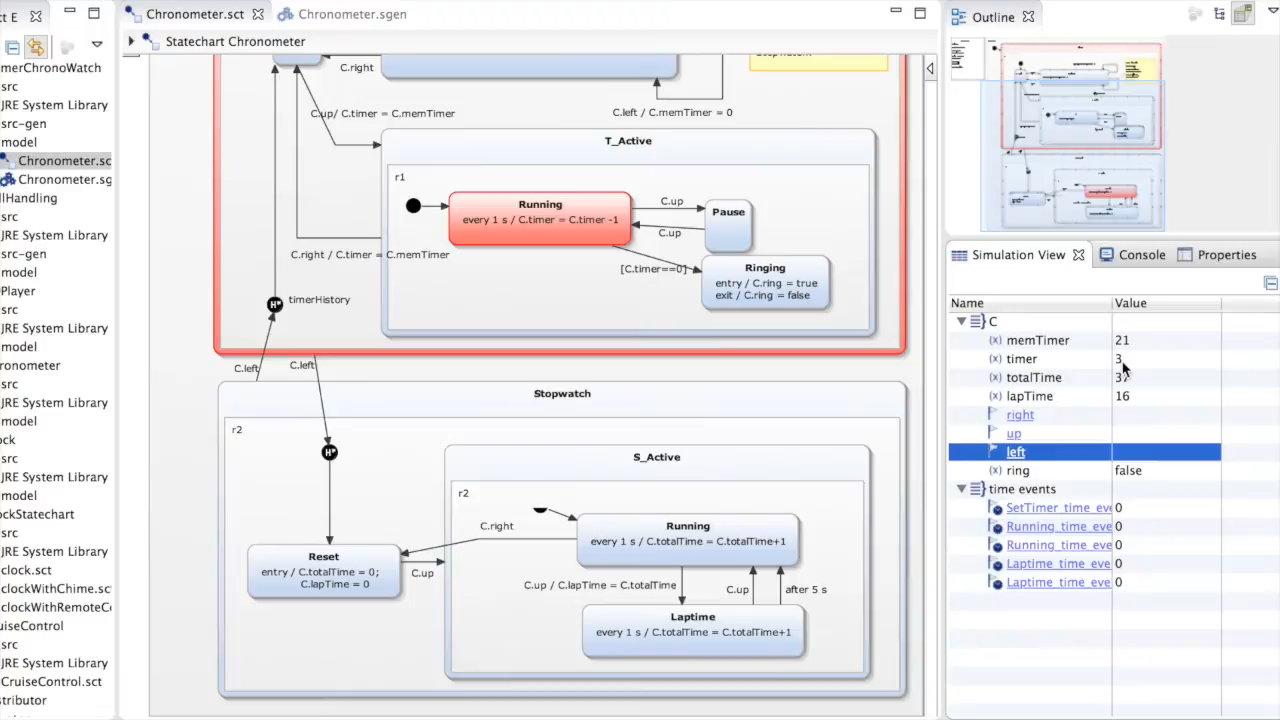 ct E
merChronoWatch
src
JRE System Library
src-gen
model
Chronometer.sc
Chronometer.sg
llHandling
src
JRE System Library
src-gen
model
Player
src
JRE System Library
model
ronometer
src
JRE System Library
model
ock
src
JRE System Library
model
ockStatechart
src
JRE System Library
clock.sct
clockWithChime.sc
clockWithRemoteCo
uiseControl
src
JRE System Library
CruiseControl.sct
stributor
Chronometer.sct
Chronometer.sgen
Statechart Chronometer
C.right
C.up/ C.timer = C.memTimer
C.left / C.memTimer = 0
T_Active
r1
Running
every 1 s / C.timer = C.timer -1
C.up
C.up
Pause
C.right / C.timer = C.memTimer
[C.timer==0]
Ringing
entry / C.ring = true
exit / C.ring = false
timerHistory
H*
C.left
C.left
Stopwatch
r2
H*
S_Active
r2
C.right
Running
every 1 s / C.totalTime = C.totalTime+1
Reset
entry / C.totalTime = 0;
C.lapTime = 0
C.up
C.up / C.lapTime = C.totalTime
C.up
after 5 s
Laptime
every 1 s / C.totalTime = C.totalTime+1
Outline
Simulation View
Console
Properties
Name Value
C
memTimer 21
timer 3
totalTime 37
lapTime 16
right
up
left
ring false
time events
SetTimer_time_eve 0
Running_time_eve 0
Running_time_eve 0
Laptime_time_eve 0
Laptime_time_eve 0